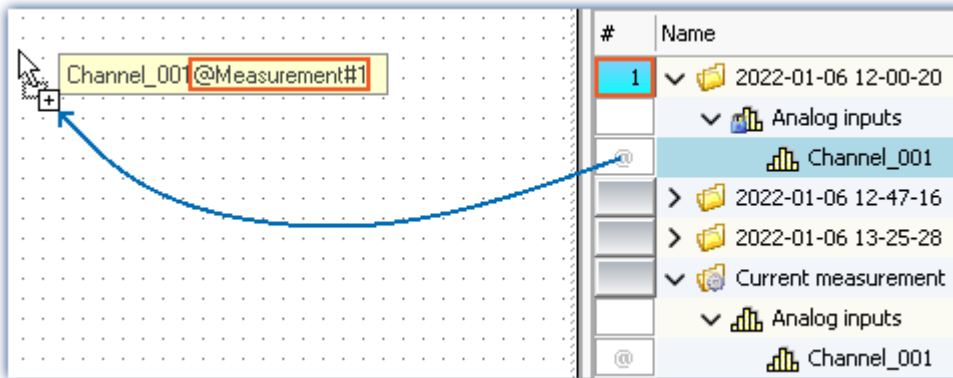 Channel_001@Measurement#1
# Name
1 2022-01-06 12-00-20
Analog inputs
@ Channel_001
2022-01-06 12-47-16
2022-01-06 13-25-28
Current measurement
Analog inputs
@ Channel_001